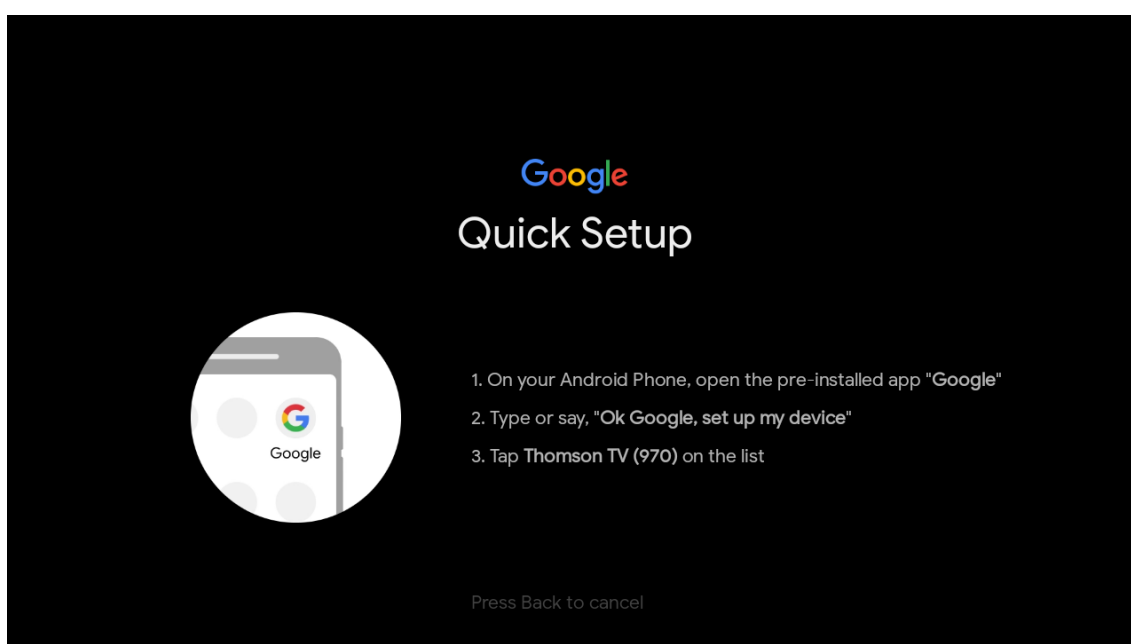 Google
Quick Setup
1. On your Android Phone, open the pre-installed app "Google"
2. Type or say, "Ok Google, set up my device"
Google
3. Tap Thomson TV (970) on the list
Press Back to cancel